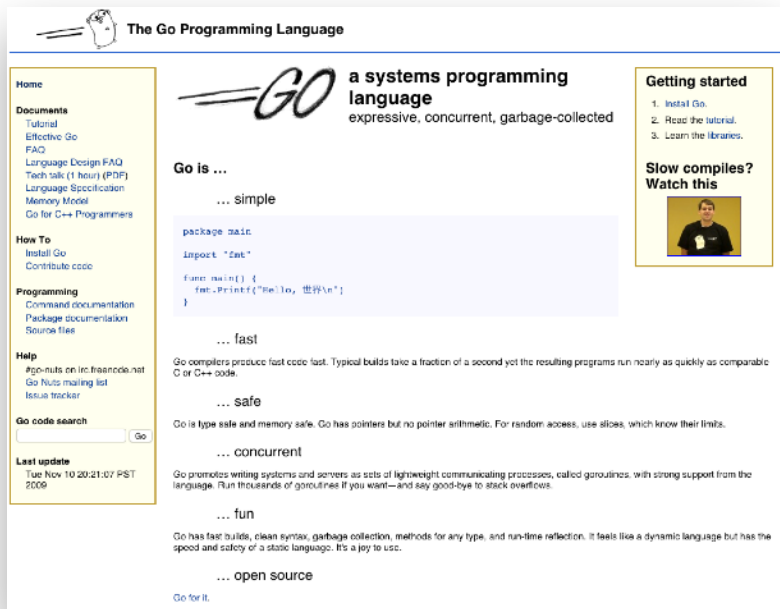 The Go Programming Language
Home
Documents
Tutorial
Effective Go
FAQ
Language Design FAQ
Tech talk (1 hour) (PDF)
Language Specification
Memory Model
Go for C++ Programmers
How To
Install Go
Contribute code
Programming
Command documentation
Package documentation
Source files
Help
#go-nuts on irc.freenode.net
Go Nuts mailing list
Issue tracker
Go code search
Go
Last update
Tue Nov 10 20:21:07 PST
2009
GO
a systems programming
language
expressive, concurrent, garbage-collected
Go is …
… simple
package main
import "fmt"
func main() {
fmt.Printf("Hello, 世界\n")
}
… fast
Go compilers produce fast code fast. Typical builds take a fraction of a second yet the resulting programs run nearly as quickly as comparable
C or C++ code.
… safe
Go is type safe and memory safe. Go has pointers but no pointer arithmetic. For random access, use slices, which know their limits.
… concurrent
Go promotes writing systems and servers as sets of lightweight communicating processes, called goroutines, with strong support from the
language. Run thousands of goroutines if you want—and say good-bye to stack overflows.
… fun
Go has fast builds, clean syntax, garbage collection, methods for any type, and run-time reflection. It feels like a dynamic language but has the
speed and safety of a static language. It's a joy to use.
… open source
Go for it.
Getting started
1. Install Go.
2. Read the tutorial.
3. Learn the libraries.
Slow compiles?
Watch this